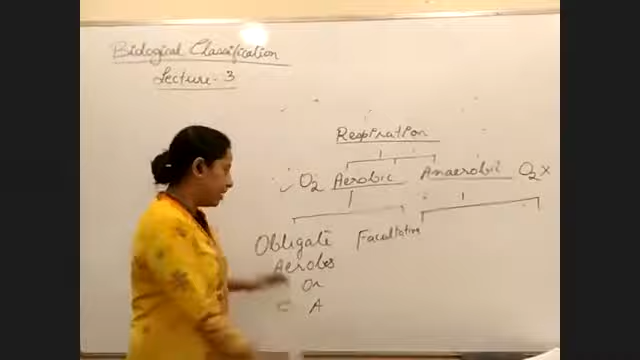 Biological Classification
Lecture-3
Respiration
✓ O2 Aerobic Anaerobic O2 ×
Obligate Facultative
Aerobes
Or
A